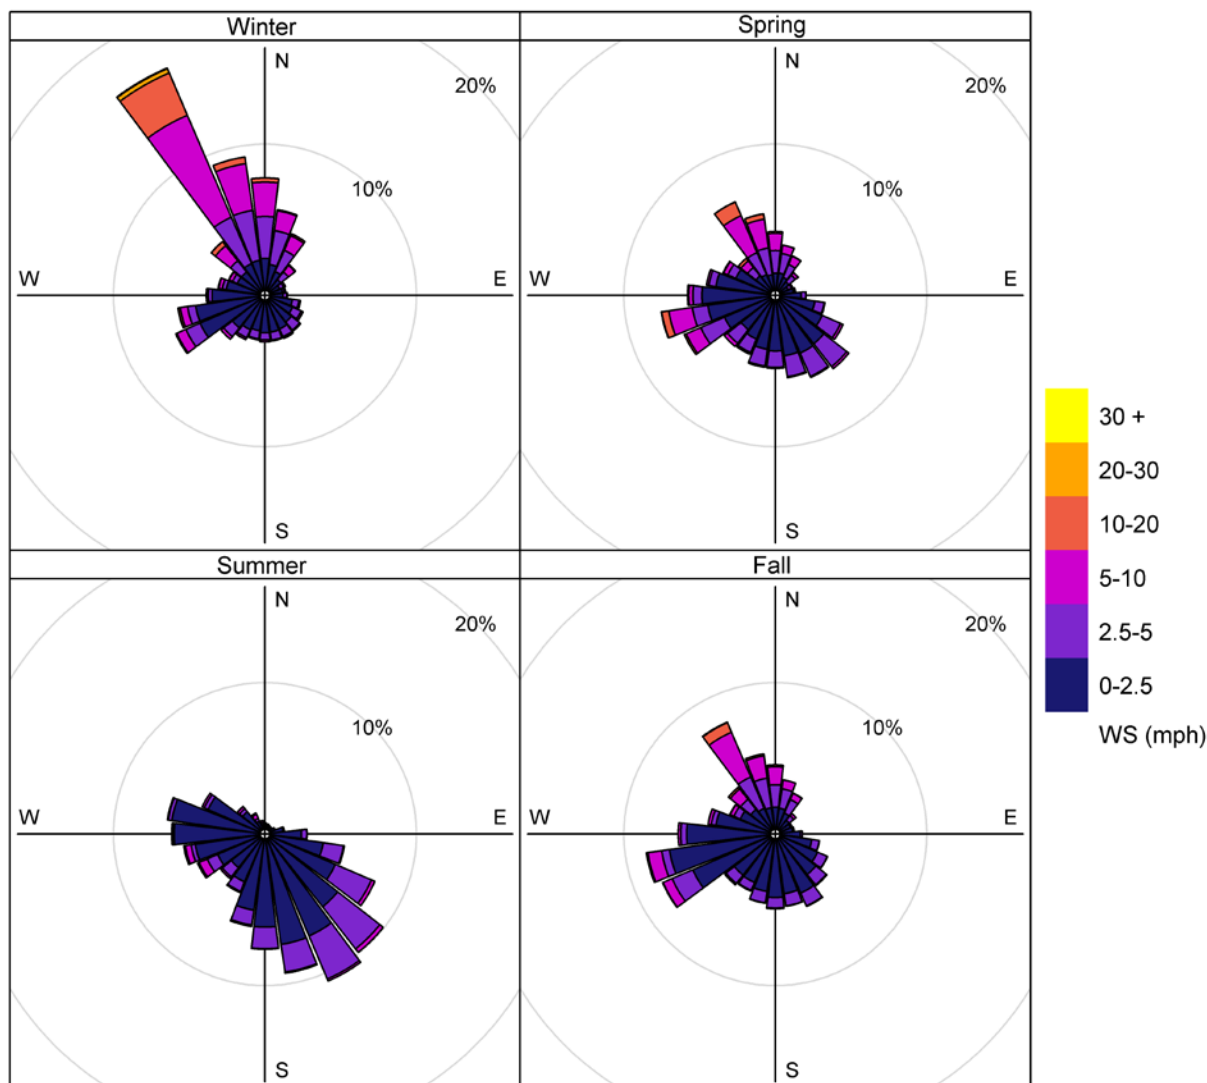 Winter
N
20%
10%
W
E
S
Spring
N
20%
10%
W
E
S
Summer
N
20%
10%
W
E
S
Fall
N
20%
10%
W
E
S
30 +
20-30
10-20
5-10
2.5-5
0-2.5
WS (mph)